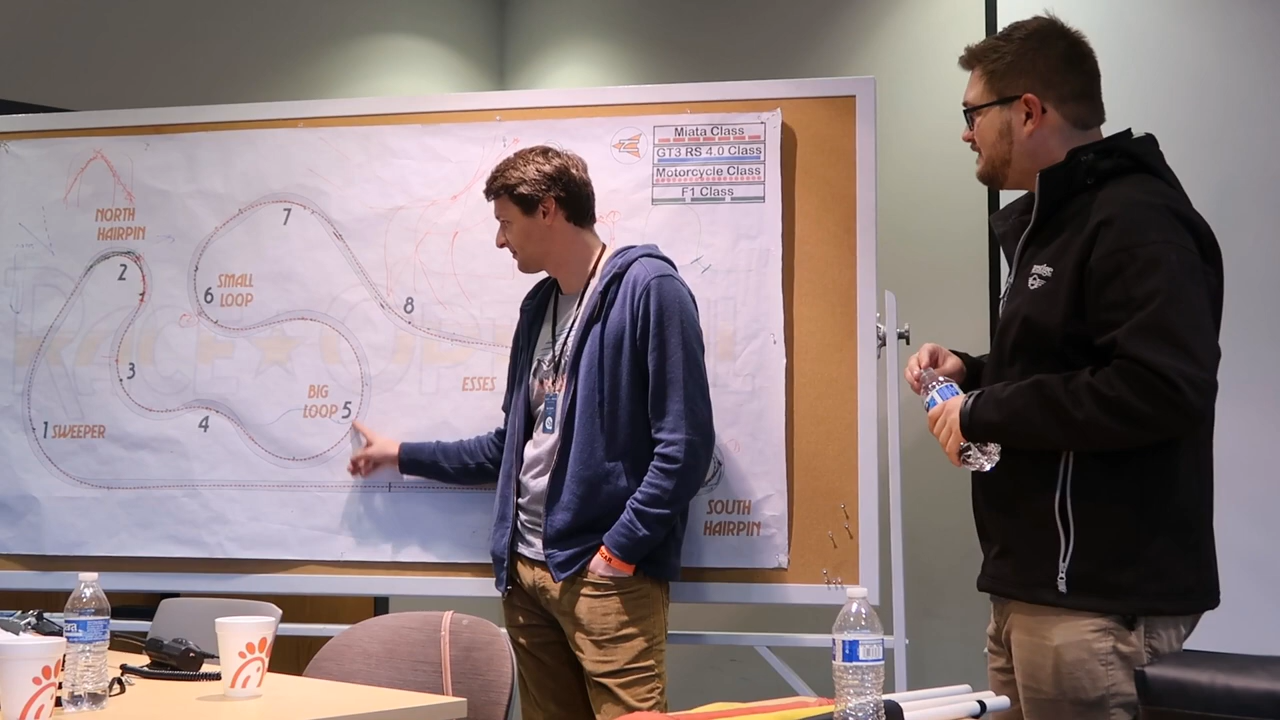 Miata Class
GT3 RS 4.0 Class
Motorcycle Class
F1 Class
NORTH
HAIRPIN
7
2
SMALL
LOOP
6
8
3
ESSES
BIG
LOOP
5
4
1
SWEEPER
SOUTH
HAIRPIN